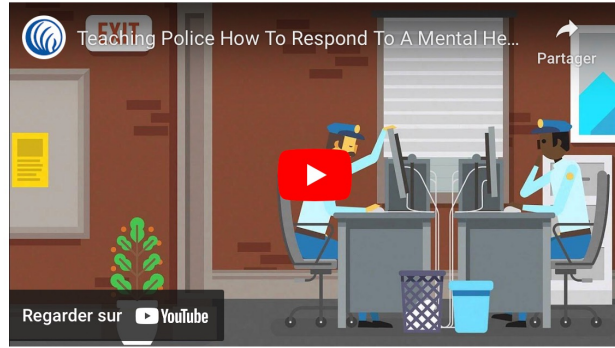 EXIT
Teaching Police How To Respond To A Mental He...
Partager
Regarder sur YouTube